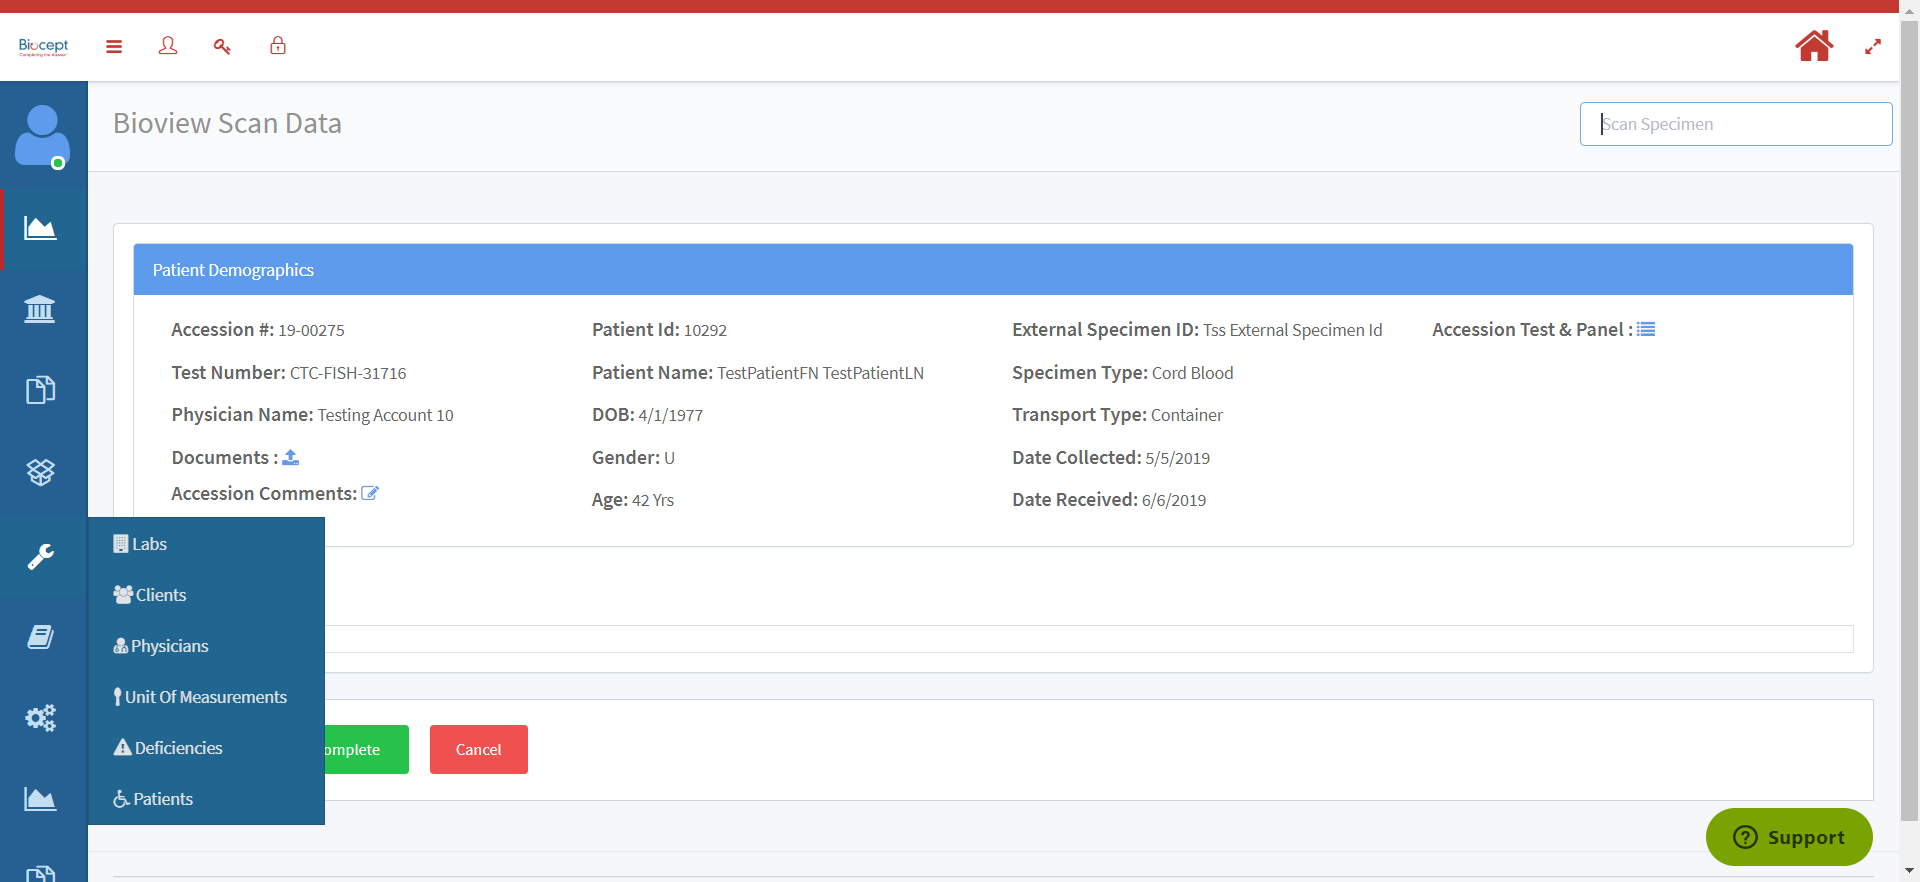 Biocept
Bioview Scan Data
Scan Specimen
Patient Demographics
Accession #: 19-00275
Patient Id: 10292
External Specimen ID: Tss External Specimen Id
Accession Test & Panel :
Test Number: CTC-FISH-31716
Patient Name: TestPatientFN TestPatientLN
Specimen Type: Cord Blood
Physician Name: Testing Account 10
DOB: 4/1/1977
Transport Type: Container
Documents :
Gender: U
Date Collected: 5/5/2019
Accession Comments:
Age: 42 Yrs
Date Received: 6/6/2019
Labs
Clients
Physicians
Unit Of Measurements
Deficiencies
Patients
omplete
Cancel
Support